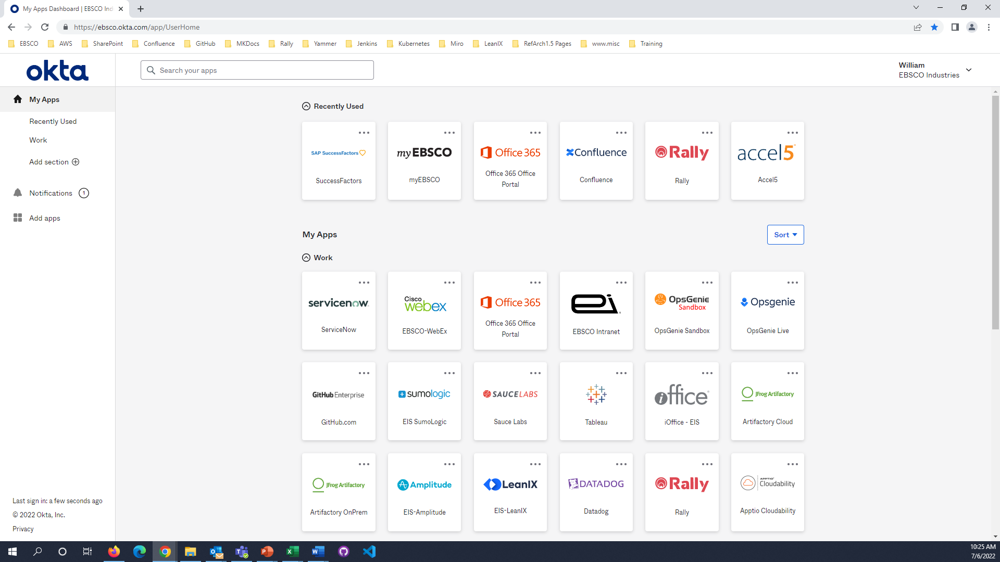 My Apps Dashboard | EBSCO Ind
https://ebsco.okta.com/app/UserHome
EBSCO AWS SharePoint Confluence GitHub MKDocs Rally Yammer Jenkins Kubernetes Miro LeanIX RefArch1.5 Pages www.misc Training
okta
Search your apps
William
EBSCO Industries
My Apps
Recently Used
Work
Add section
Notifications 1
Add apps
Last sign in: a few seconds ago
© 2022 Okta, Inc.
Privacy
Recently Used
SAP SuccessFactors
SuccessFactors
my EBSCO
myEBSCO
Office 365
Office 365 Office
Portal
Confluence
Confluence
Rally
Rally
accel5
Accel5
My Apps
Sort
Work
servicenow
ServiceNow
Cisco
webex
EBSCO-WebEx
Office 365
Office 365 Office
Portal
ei
EBSCO Intranet
OpsGenie
Sandbox
OpsGenie Sandbox
Opsgenie
OpsGenie Live
GitHub Enterprise
GitHub.com
sumologic
EIS SumoLogic
SAUCELABS
Sauce Labs
Tableau
iOffice
iOffice - EIS
JFrog Artifactory
Artifactory Cloud
JFrog Artifactory
Artifactory OnPrem
Amplitude
EIS-Amplitude
LeanIX
EIS-LeanIX
DATADOG
Datadog
Rally
Rally
APPTIO
Cloudability
Apptio Cloudability
10:25 AM
7/6/2022